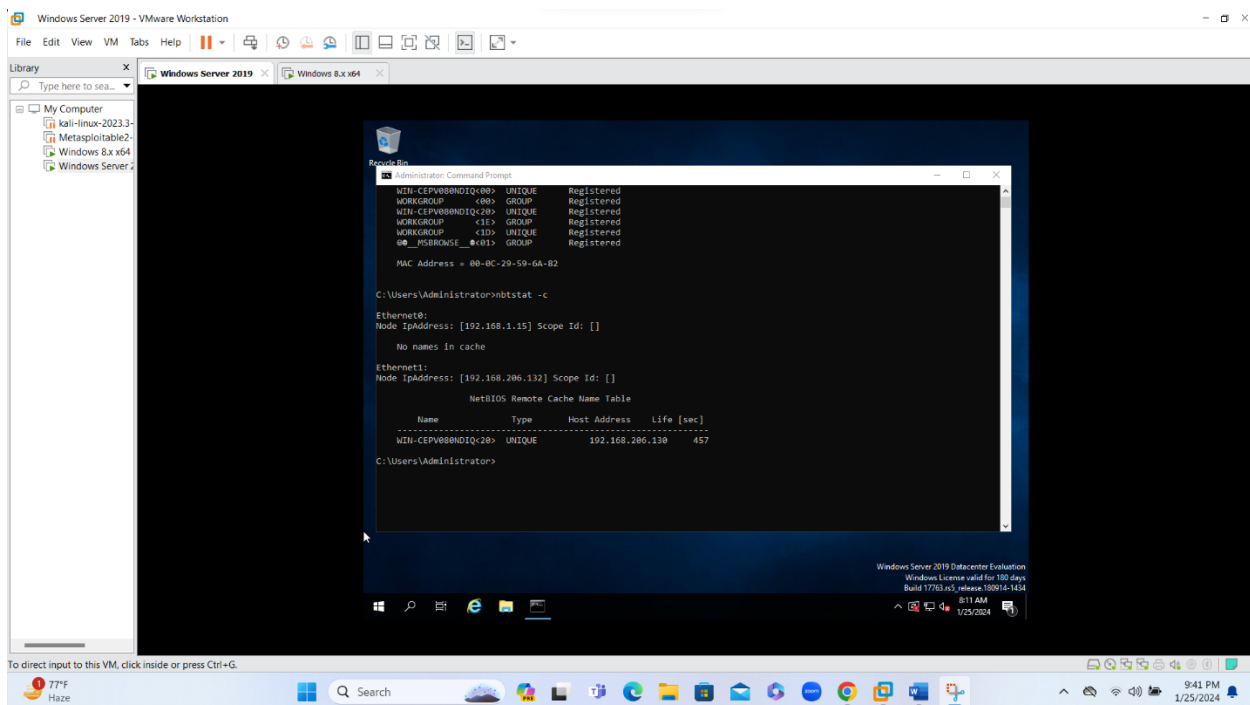 Windows Server 2019 - VMware Workstation
File Edit View VM Tabs Help
Library
Windows Server 2019
Windows 8.x x64
Type here to sea...
My Computer
kali-linux-2023.3-
Metasploitable2-
Windows 8.x x64
Windows Server 2
Recycle Bin
Administrator: Command Prompt
WIN-CEPV080NDIQ<00> UNIQUE Registered
WORKGROUP <00> GROUP Registered
WIN-CEPV080NDIQ<20> UNIQUE Registered
WORKGROUP <1E> GROUP Registered
WORKGROUP <1D> UNIQUE Registered
☺☻__MSBROWSE__☻<01> GROUP Registered
MAC Address = 00-0C-29-59-6A-82
C:\Users\Administrator>nbtstat -c
Ethernet0:
Node IpAddress: [192.168.1.15] Scope Id: []
No names in cache
Ethernet1:
Node IpAddress: [192.168.206.132] Scope Id: []
NetBIOS Remote Cache Name Table
Name Type Host Address Life [sec]
------------------------------------------------------------
WIN-CEPV080NDIQ<20> UNIQUE 192.168.206.130 457
C:\Users\Administrator>
Windows Server 2019 Datacenter Evaluation
Windows License valid for 180 days
Build 17763.rs5_release.180914-1434
8:11 AM
1/25/2024
To direct input to this VM, click inside or press Ctrl+G.
1
77°F
Haze
Search
PRE
zoom
9:41 PM
1/25/2024